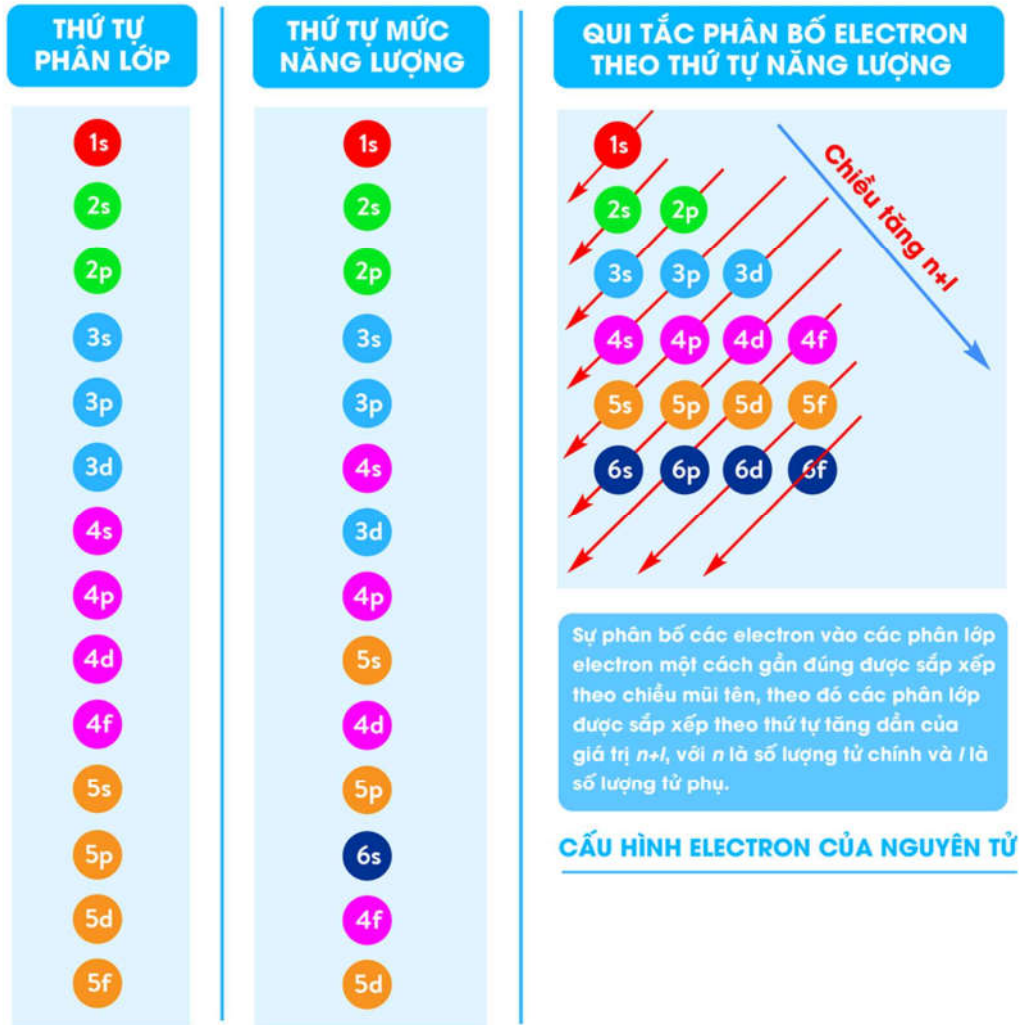 THỨ TỰ
PHÂN LỚP
1s
2s
2p
3s
3p
3d
4s
4p
4d
4f
5s
5p
5d
5f
THỨ TỰ MỨC
NĂNG LƯỢNG
1s
2s
2p
3s
3p
4s
3d
4p
5s
4d
5p
6s
4f
5d
QUI TẮC PHÂN BỐ ELECTRON
THEO THỨ TỰ NĂNG LƯỢNG
1s
2s 2p
3s 3p 3d
4s 4p 4d 4f
5s 5p 5d 5f
6s 6p 6d 6f
Chiều tăng n+l
Sự phân bố các electron vào các phân lớp
electron một cách gần đúng được sắp xếp
theo chiều mũi tên, theo đó các phân lớp
được sắp xếp theo thứ tự tăng dần của
giá trị n+l, với n là số lượng tử chính và l là
số lượng tử phụ.
CẤU HÌNH ELECTRON CỦA NGUYÊN TỬ